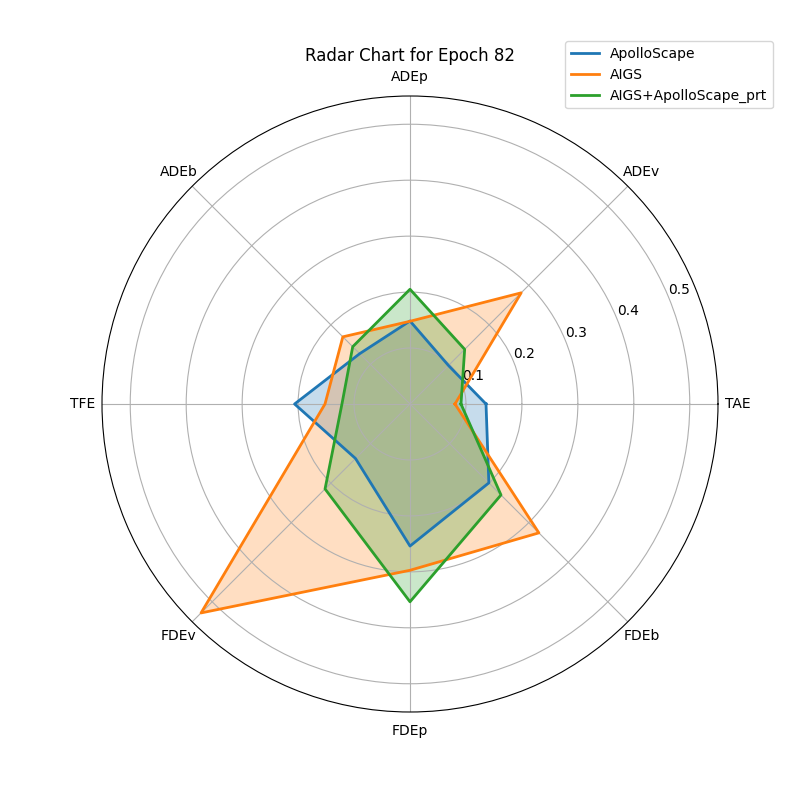 Radar Chart for Epoch 82
ApolloScape
AIGS
AIGS+ApolloScape_prt
ADEp
ADEb
ADEv
0.5
0.4
0.3
0.2
0.1
TFE
TAE
FDEv
FDEb
FDEp